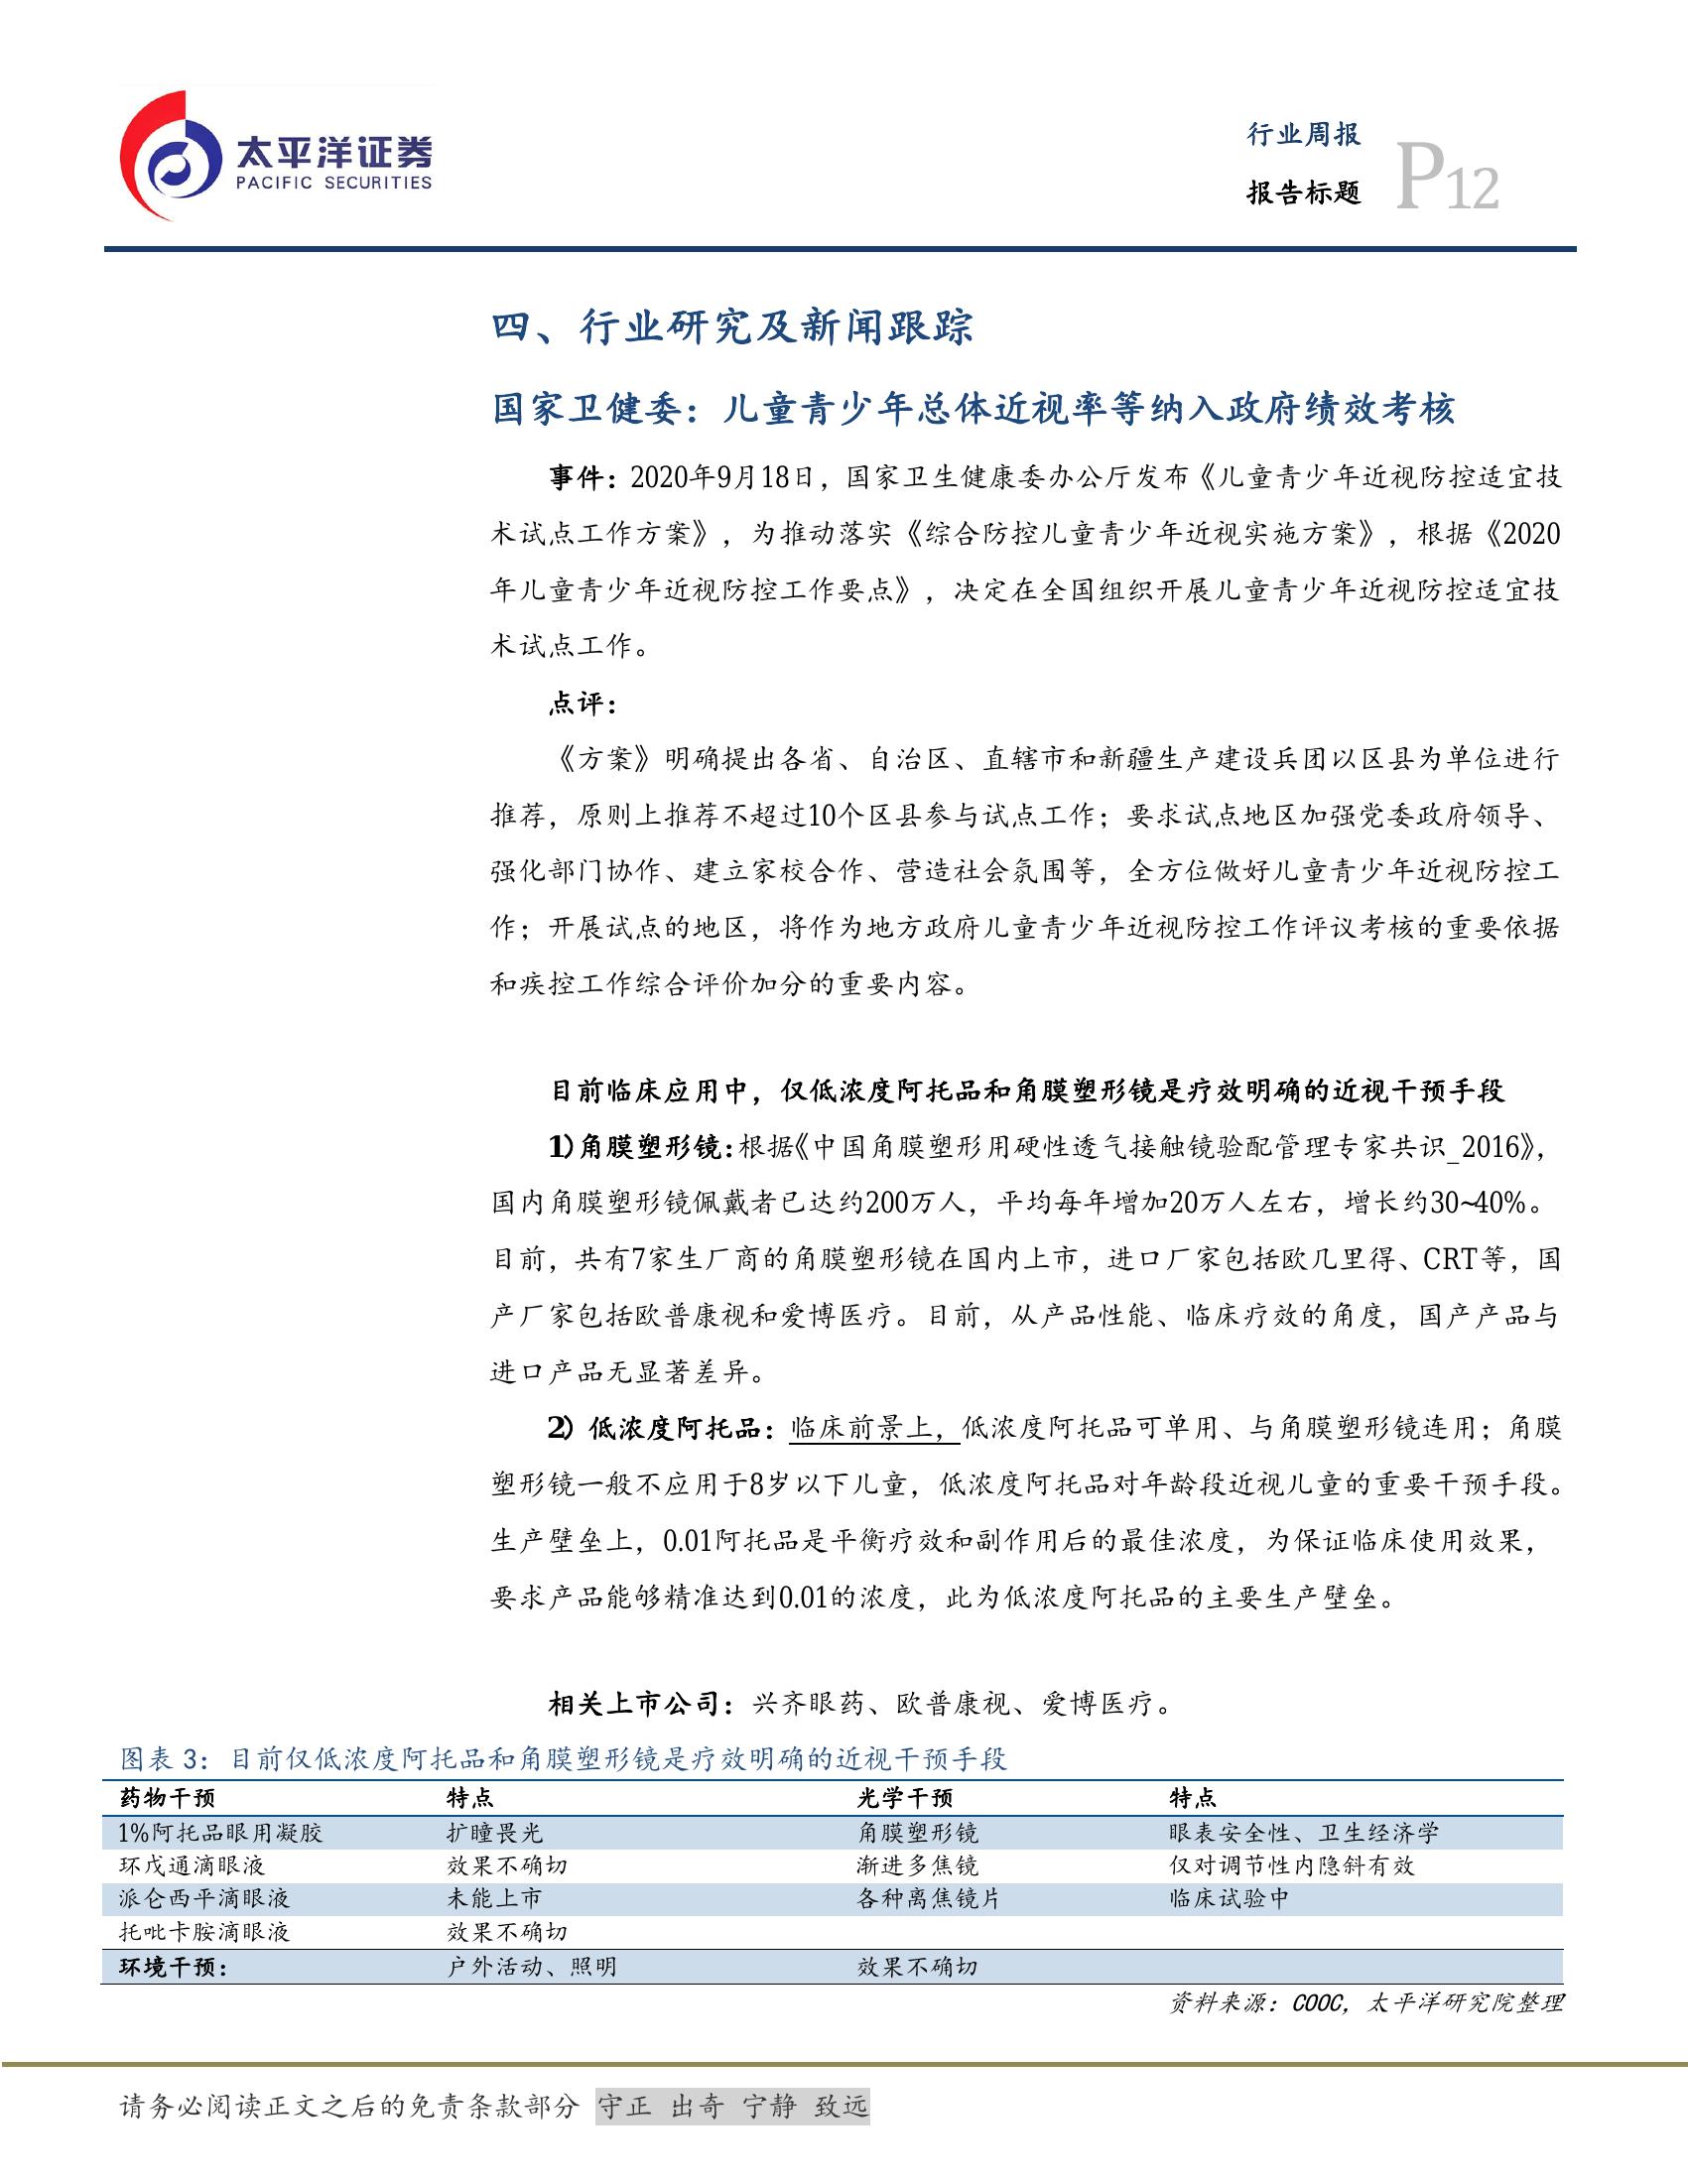 太平洋证券
PACIFIC SECURITIES
行业周报
报告标题
P12
四、行业研究及新闻跟踪
国家卫健委：儿童青少年总体近视率等纳入政府绩效考核
事件：2020年9月18日，国家卫生健康委办公厅发布《儿童青少年近视防控适宜技
术试点工作方案》，为推动落实《综合防控儿童青少年近视实施方案》，根据《2020
年儿童青少年近视防控工作要点》，决定在全国组织开展儿童青少年近视防控适宜技
术试点工作。
点评：
《方案》明确提出各省、自治区、直辖市和新疆生产建设兵团以区县为单位进行
推荐，原则上推荐不超过10个区县参与试点工作；要求试点地区加强党委政府领导、
强化部门协作、建立家校合作、营造社会氛围等，全方位做好儿童青少年近视防控工
作；开展试点的地区，将作为地方政府儿童青少年近视防控工作评议考核的重要依据
和疾控工作综合评价加分的重要内容。
目前临床应用中，仅低浓度阿托品和角膜塑形镜是疗效明确的近视干预手段
1)角膜塑形镜：根据《中国角膜塑形用硬性透气接触镜验配管理专家共识_2016》，
国内角膜塑形镜佩戴者已达约200万人，平均每年增加20万人左右，增长约30~40%。
目前，共有7家生厂商的角膜塑形镜在国内上市，进口厂家包括欧几里得、CRT等，国
产厂家包括欧普康视和爱博医疗。目前，从产品性能、临床疗效的角度，国产产品与
进口产品无显著差异。
2) 低浓度阿托品：临床前景上，低浓度阿托品可单用、与角膜塑形镜连用；角膜
塑形镜一般不应用于8岁以下儿童，低浓度阿托品对年龄段近视儿童的重要干预手段。
生产壁垒上，0.01阿托品是平衡疗效和副作用后的最佳浓度，为保证临床使用效果，
要求产品能够精准达到0.01的浓度，此为低浓度阿托品的主要生产壁垒。
相关上市公司：兴齐眼药、欧普康视、爱博医疗。
图表 3：目前仅低浓度阿托品和角膜塑形镜是疗效明确的近视干预手段
药物干预 特点 光学干预 特点
1%阿托品眼用凝胶 扩瞳畏光 角膜塑形镜 眼表安全性、卫生经济学
环戊通滴眼液 效果不确切 渐进多焦镜 仅对调节性内隐斜有效
派仑西平滴眼液 未能上市 各种离焦镜片 临床试验中
托吡卡胺滴眼液 效果不确切
环境干预： 户外活动、照明 效果不确切
资料来源：COOC，太平洋研究院整理
请务必阅读正文之后的免责条款部分 守正 出奇 宁静 致远